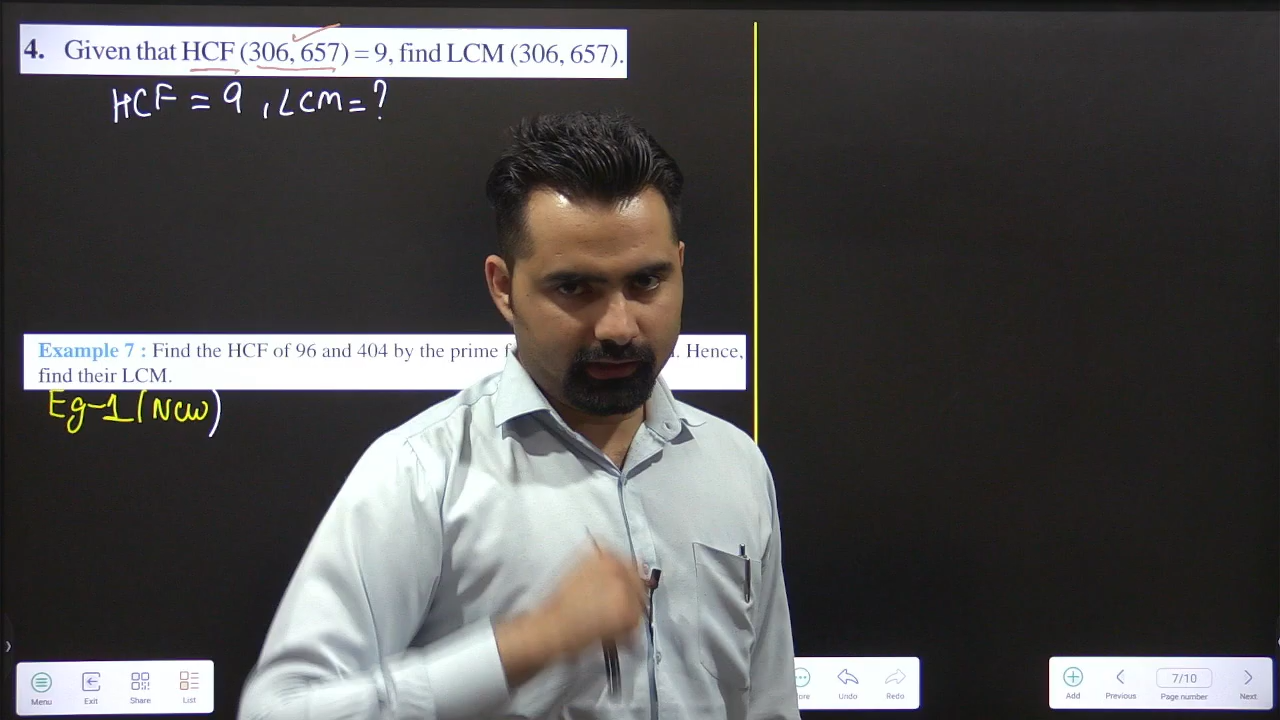 4. Given that HCF (306, 657) = 9, find LCM (306, 657).
HCF = 9 , LCM = ?
Example 7 : Find the HCF of 96 and 404 by the prime f . Hence,
find their LCM.
Eg-1 (New)
Menu
Exit
Share
List
ore
Undo
Redo
Add
Previous
7/10
Page number
Next